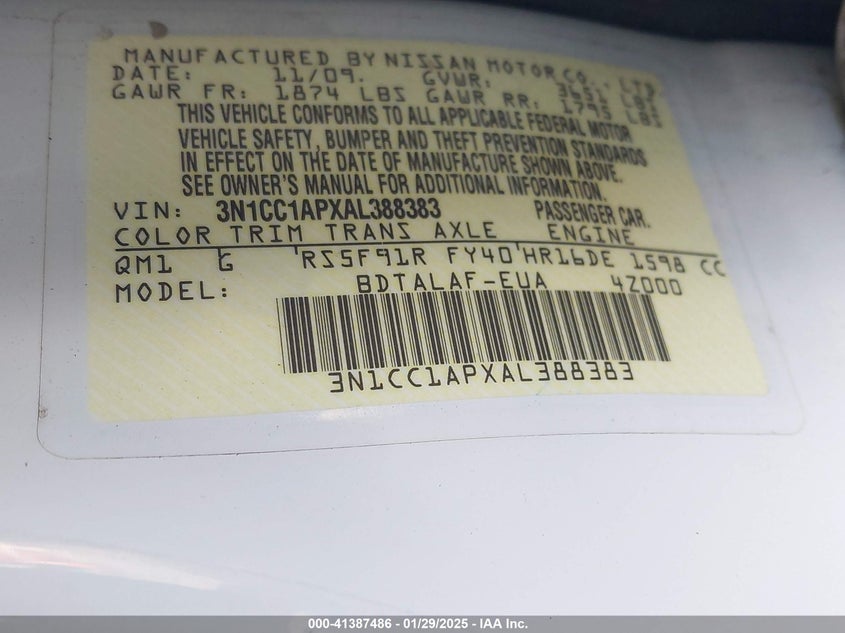 MANUFACTURED BY NISSAN MOTOR CO., LTD
DATE: 11/09. GVWR: 3651 LBS
GAWR FR: 1874 LBS GAWR RR: 1795 LBS
THIS VEHICLE CONFORMS TO ALL APPLICABLE FEDERAL MOTOR
VEHICLE SAFETY, BUMPER AND THEFT PREVENTION STANDARDS
IN EFFECT ON THE DATE OF MANUFACTURE SHOWN ABOVE.
SEE OWNER'S MANUAL FOR ADDITIONAL INFORMATION.
VIN: 3N1CC1APXAL388383 PASSENGER CAR.
COLOR TRIM TRANS AXLE ENGINE
QM1 G RS5F91R FY40 HR16DE 1598 CC
MODEL: BDTALAF-EUA 4Z000
3N1CC1APXAL388383
000-41387486 - 01/29/2025 - IAA Inc.